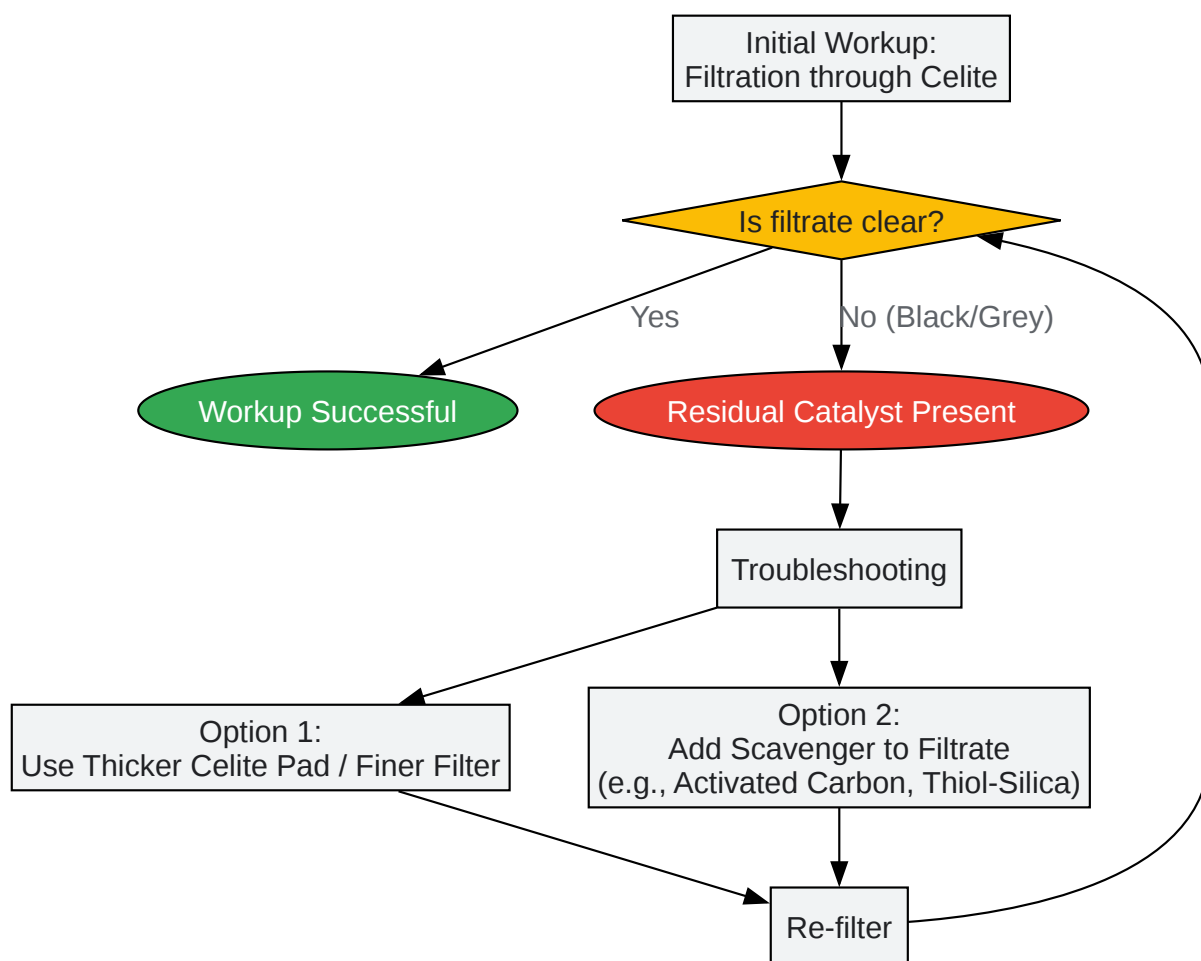 Initial Workup:
Filtration through Celite
Is filtrate clear?
Yes
No (Black/Grey)
Workup Successful
Residual Catalyst Present
Troubleshooting
Option 1:
Use Thicker Celite Pad / Finer Filter
Option 2:
Add Scavenger to Filtrate
(e.g., Activated Carbon, Thiol-Silica)
Re-filter